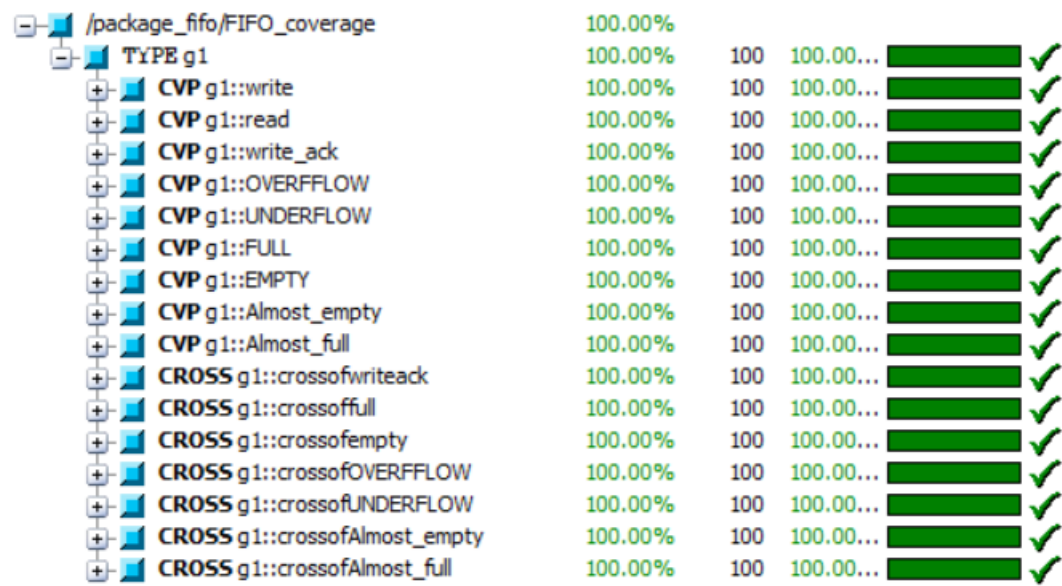 /package_fifo/FIFO_coverage 100.00%
TYPE g1 100.00% 100 100.00...
CVP g1::write 100.00% 100 100.00...
CVP g1::read 100.00% 100 100.00...
CVP g1::write_ack 100.00% 100 100.00...
CVP g1::OVERFFLOW 100.00% 100 100.00...
CVP g1::UNDERFLOW 100.00% 100 100.00...
CVP g1::FULL 100.00% 100 100.00...
CVP g1::EMPTY 100.00% 100 100.00...
CVP g1::Almost_empty 100.00% 100 100.00...
CVP g1::Almost_full 100.00% 100 100.00...
CROSS g1::crossofwriteack 100.00% 100 100.00...
CROSS g1::crossoffull 100.00% 100 100.00...
CROSS g1::crossofempty 100.00% 100 100.00...
CROSS g1::crossofOVERFFLOW 100.00% 100 100.00...
CROSS g1::crossofUNDERFLOW 100.00% 100 100.00...
CROSS g1::crossofAlmost_empty 100.00% 100 100.00...
CROSS g1::crossofAlmost_full 100.00% 100 100.00...